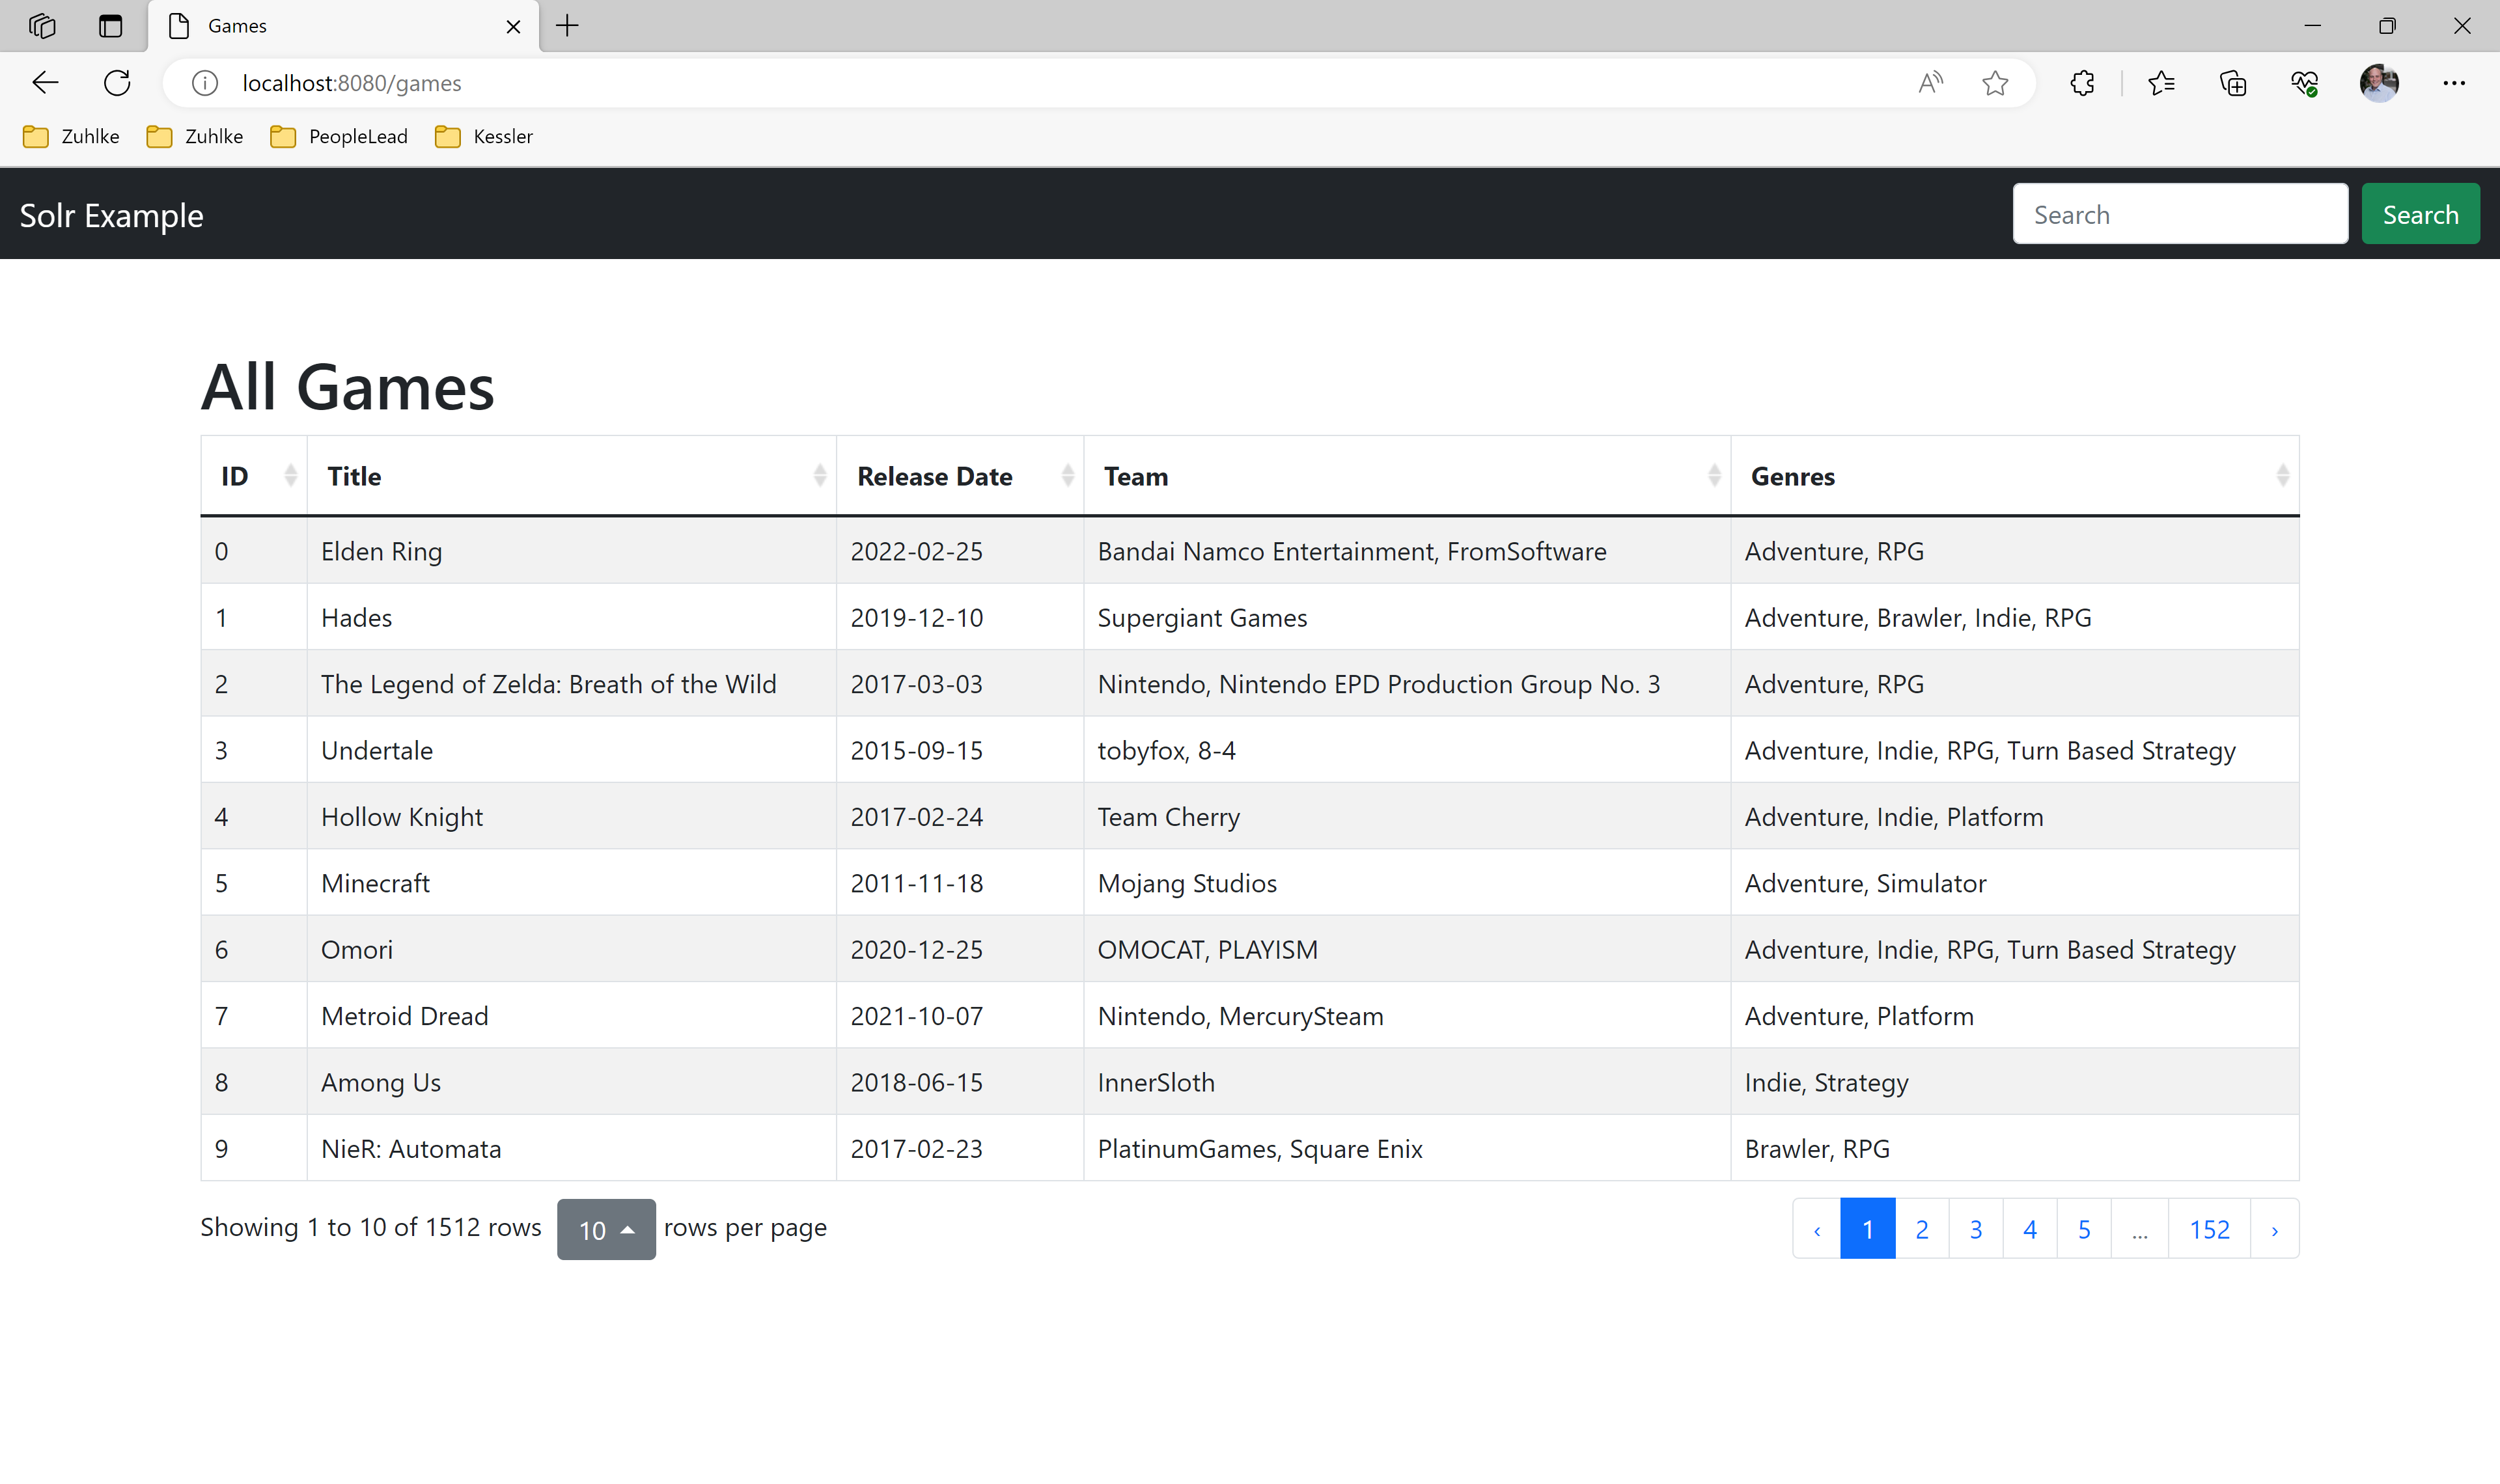 Games
localhost:8080/games
Zuhlke Zuhlke PeopleLead Kessler
Solr Example Search Search
All Games
ID Title Release Date Team Genres
0 Elden Ring 2022-02-25 Bandai Namco Entertainment, FromSoftware Adventure, RPG
1 Hades 2019-12-10 Supergiant Games Adventure, Brawler, Indie, RPG
2 The Legend of Zelda: Breath of the Wild 2017-03-03 Nintendo, Nintendo EPD Production Group No. 3 Adventure, RPG
3 Undertale 2015-09-15 tobyfox, 8-4 Adventure, Indie, RPG, Turn Based Strategy
4 Hollow Knight 2017-02-24 Team Cherry Adventure, Indie, Platform
5 Minecraft 2011-11-18 Mojang Studios Adventure, Simulator
6 Omori 2020-12-25 OMOCAT, PLAYISM Adventure, Indie, RPG, Turn Based Strategy
7 Metroid Dread 2021-10-07 Nintendo, MercurySteam Adventure, Platform
8 Among Us 2018-06-15 InnerSloth Indie, Strategy
9 NieR: Automata 2017-02-23 PlatinumGames, Square Enix Brawler, RPG
Showing 1 to 10 of 1512 rows 10 rows per page ‹ 1 2 3 4 5 ... 152 ›